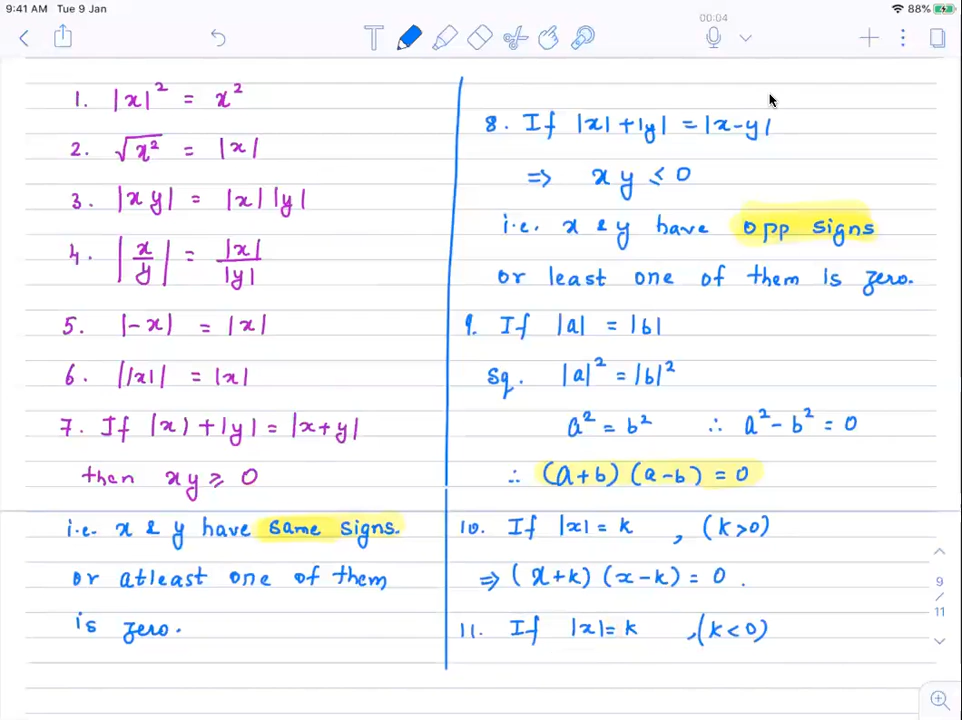 9:41 AM Tue 9 Jan
88%
00:04
1. |x|² = x²
2. √x² = |x|
3. |xy| = |x| |y|
4. |x/y| = |x|/|y|
5. |-x| = |x|
6. ||x|| = |x|
7. If |x| + |y| = |x+y|
then xy ≥ 0
i.e. x & y have same signs.
or atleast one of them
is zero.
8. If |x| + |y| = |x-y|
⇒ xy < 0
i.e. x & y have opp signs
or least one of them is zero.
9. If |a| = |b|
Sq. |a|² = |b|²
a² = b² ∴ a² - b² = 0
∴ (a+b) (a-b) = 0
10. If |x| = k , (k>0)
⇒ (x+k) (x-k) = 0 .
11. If |x| = k ,(k<0)
9
/
11